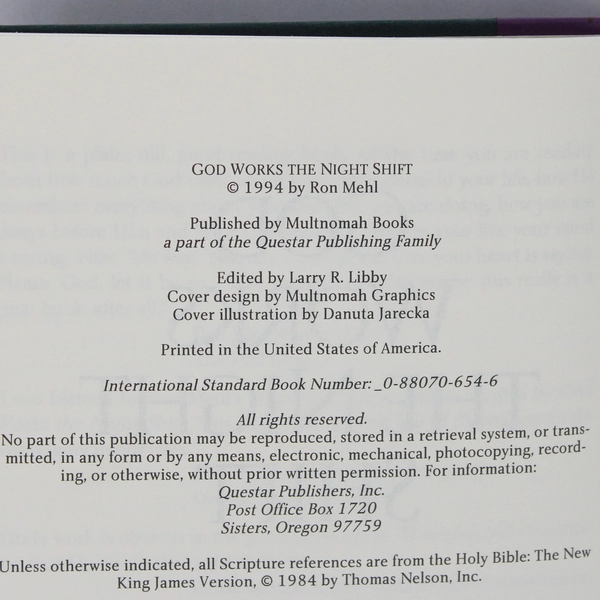 GOD WORKS THE NIGHT SHIFT
© 1994 by Ron Mehl
Published by Multnomah Books
a part of the Questar Publishing Family
Edited by Larry R. Libby
Cover design by Multnomah Graphics
Cover illustration by Danuta Jarecka
Printed in the United States of America.
International Standard Book Number: _0-88070-654-6
All rights reserved.
No part of this publication may be reproduced, stored in a retrieval system, or trans-
mitted, in any form or by any means, electronic, mechanical, photocopying, record-
ing, or otherwise, without prior written permission. For information:
Questar Publishers, Inc.
Post Office Box 1720
Sisters, Oregon 97759
Unless otherwise indicated, all Scripture references are from the Holy Bible: The New
King James Version, © 1984 by Thomas Nelson, Inc.